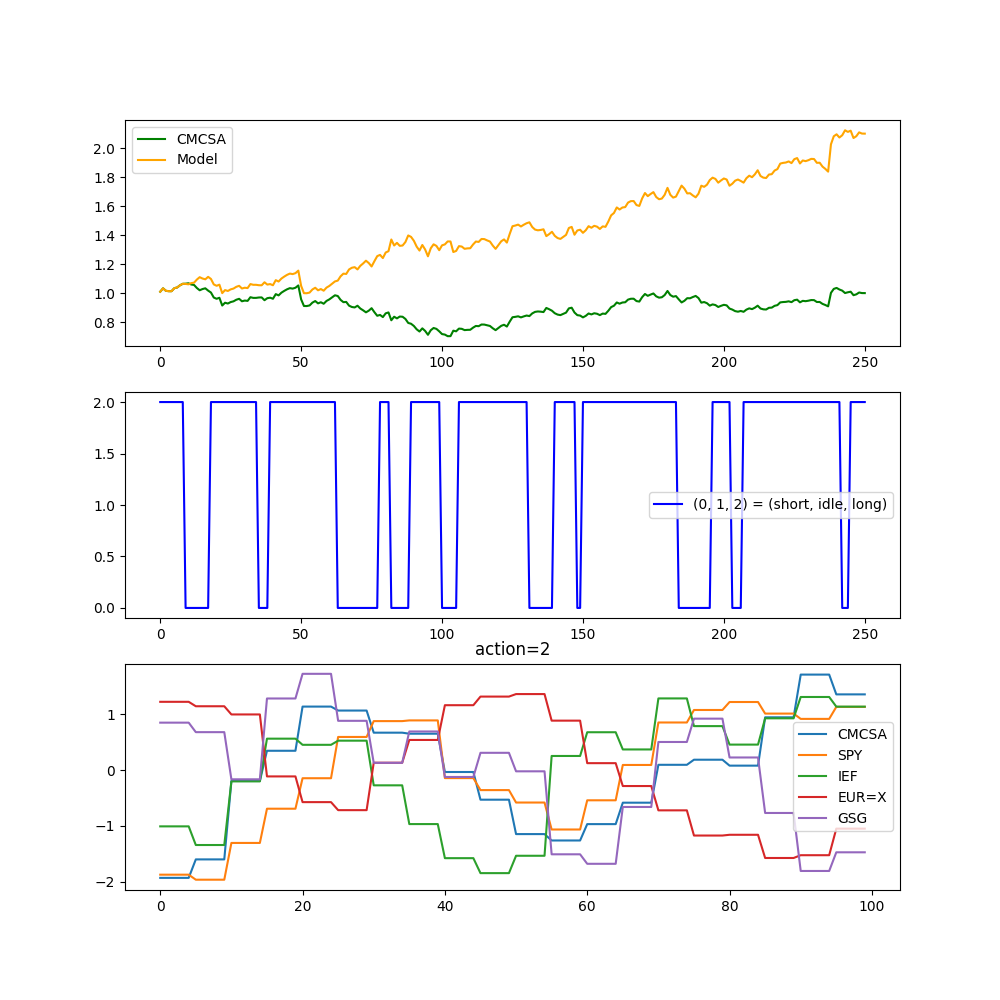 CMCSA
Model
2.0
1.8
1.6
1.4
1.2
1.0
0.8
0 50 100 150 200 250
2.0
1.5
1.0
0.5
0.0
(0, 1, 2) = (short, idle, long)
0 50 100 150 200 250
action=2
1
0
−1
−2
CMCSA
SPY
IEF
EUR=X
GSG
0 20 40 60 80 100